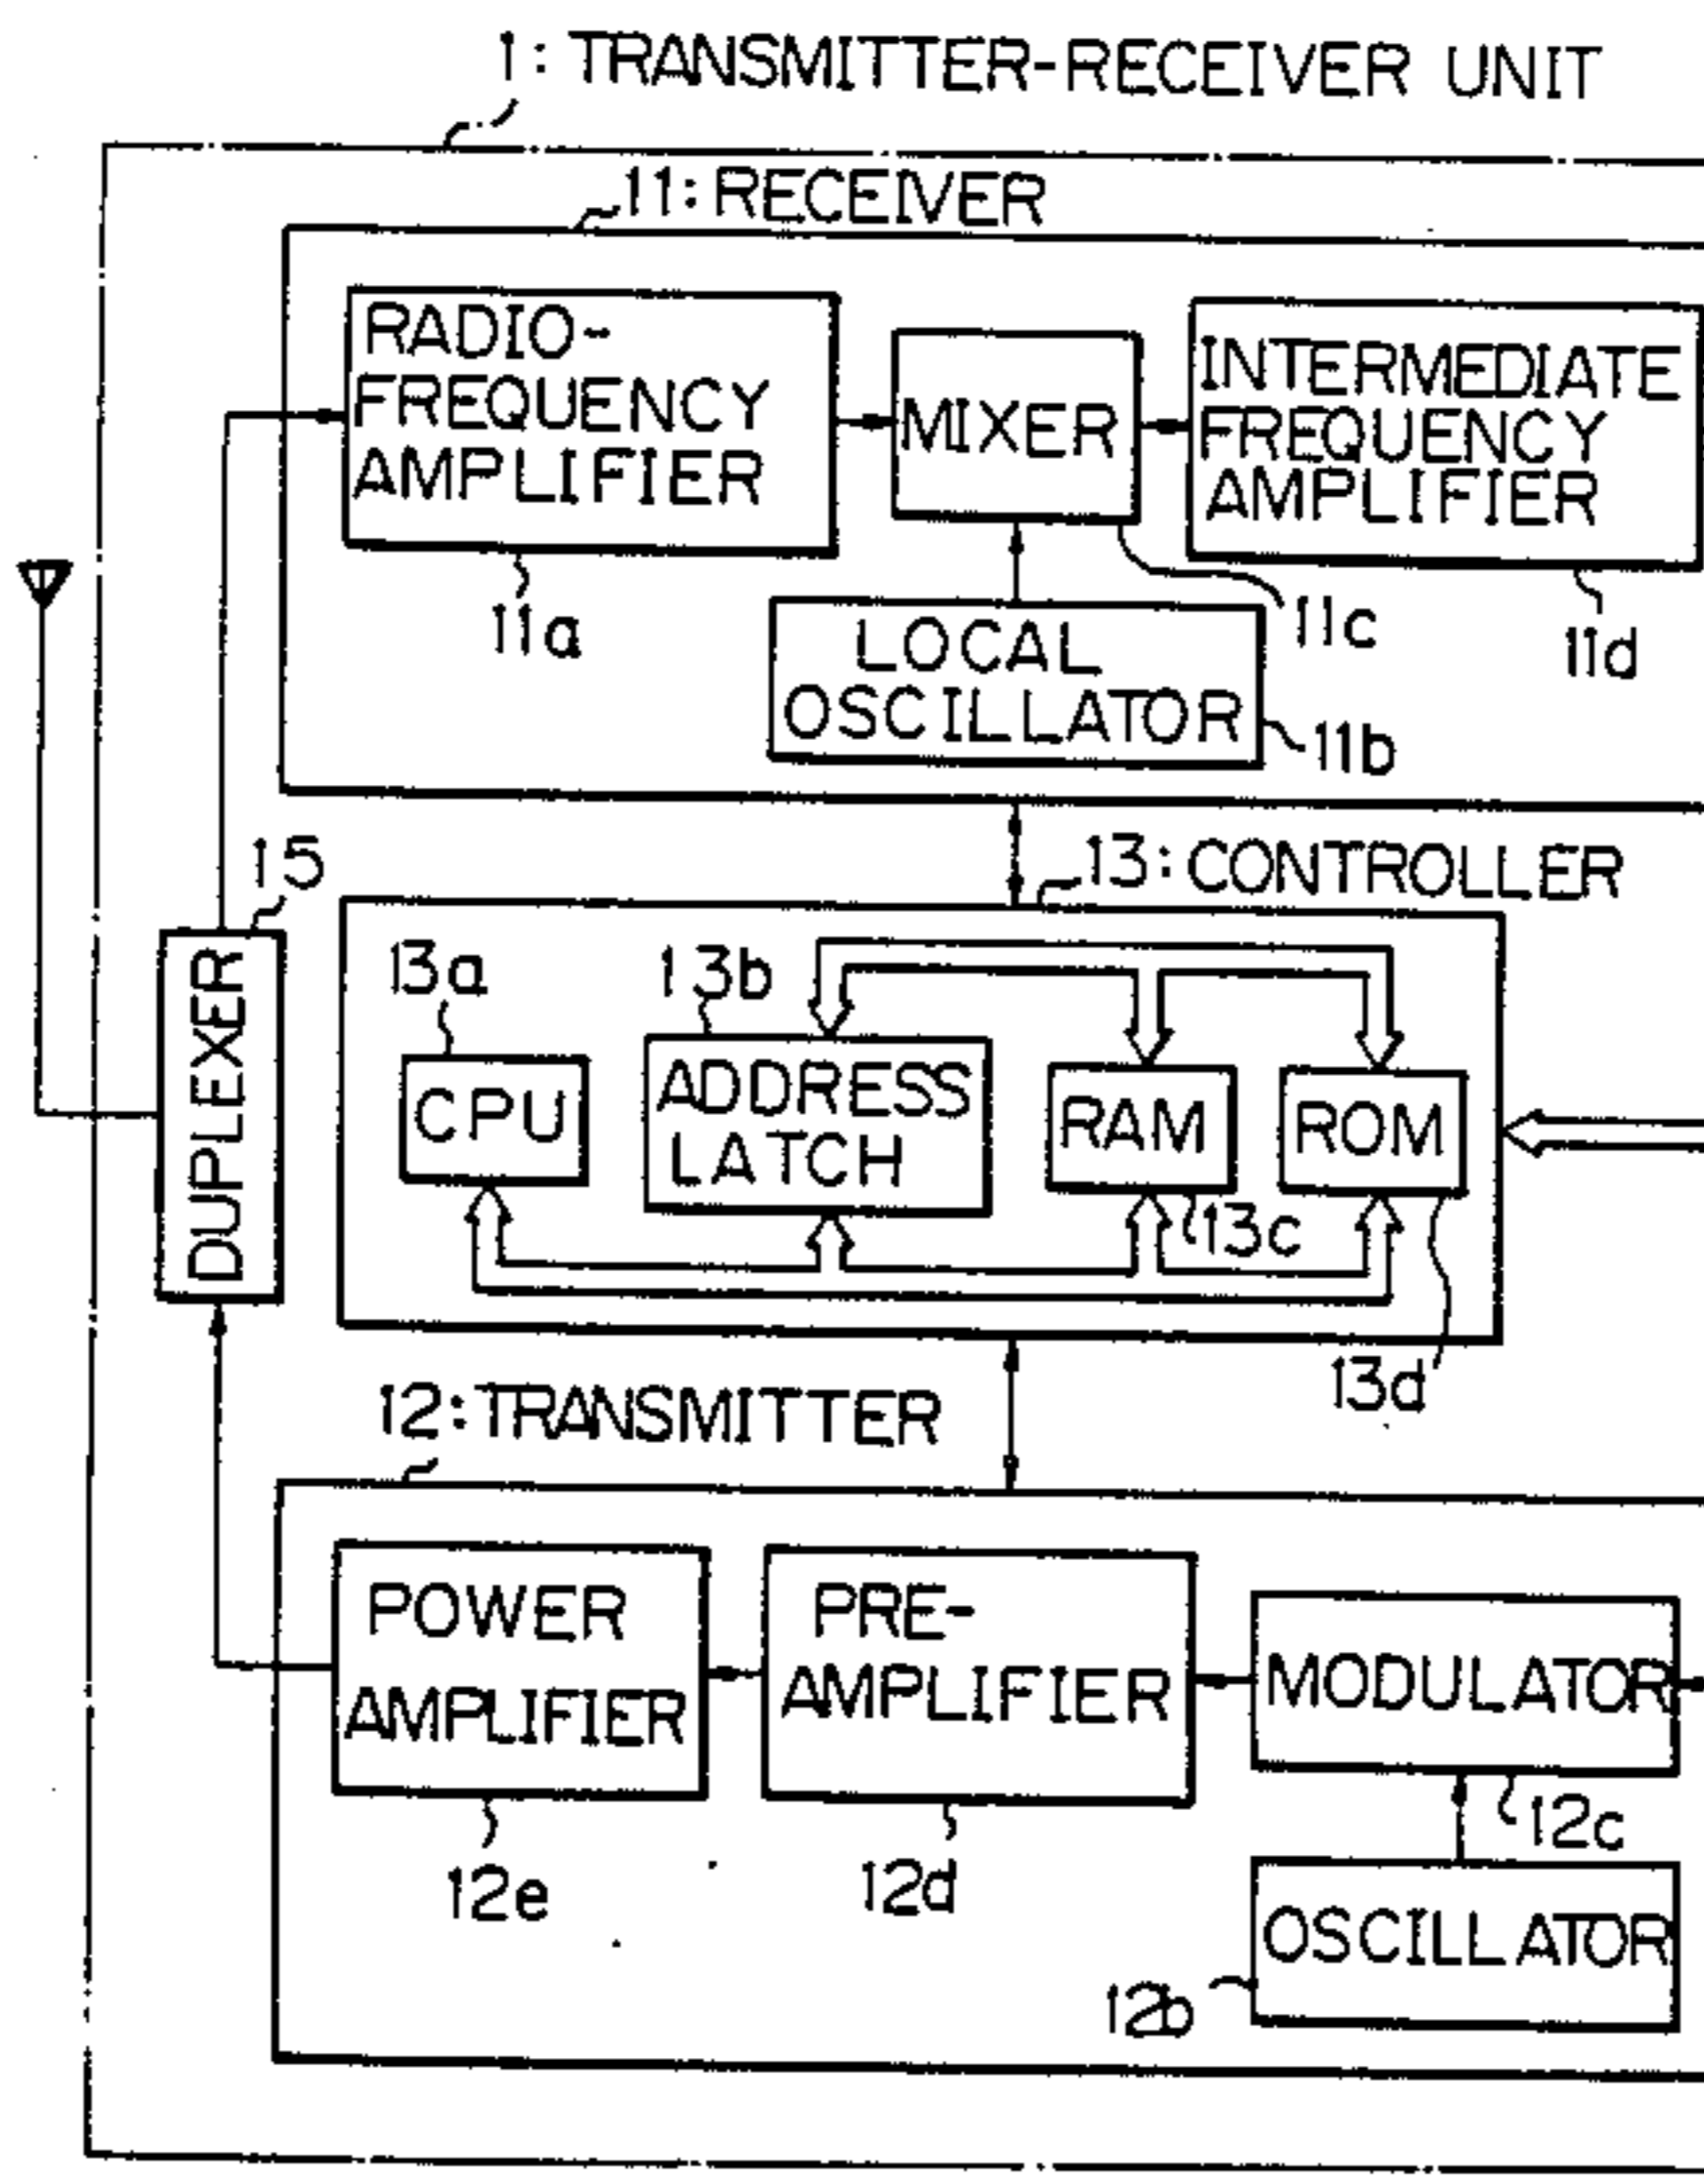 1: TRANSMITTER-RECEIVER UNIT
11: RECEIVER
RADIO-
FREQUENCY
AMPLIFIER
MIXER
INTERMEDIATE
FREQUENCY
AMPLIFIER
11a
11c
11d
LOCAL
OSCILLATOR
11b
15
DUPLEXER
13: CONTROLLER
13a
13b
CPU
ADDRESS
LATCH
RAM
ROM
13c
13d
12: TRANSMITTER
POWER
AMPLIFIER
PRE-
AMPLIFIER
MODULATOR
12e
12d
12c
OSCILLATOR
12b